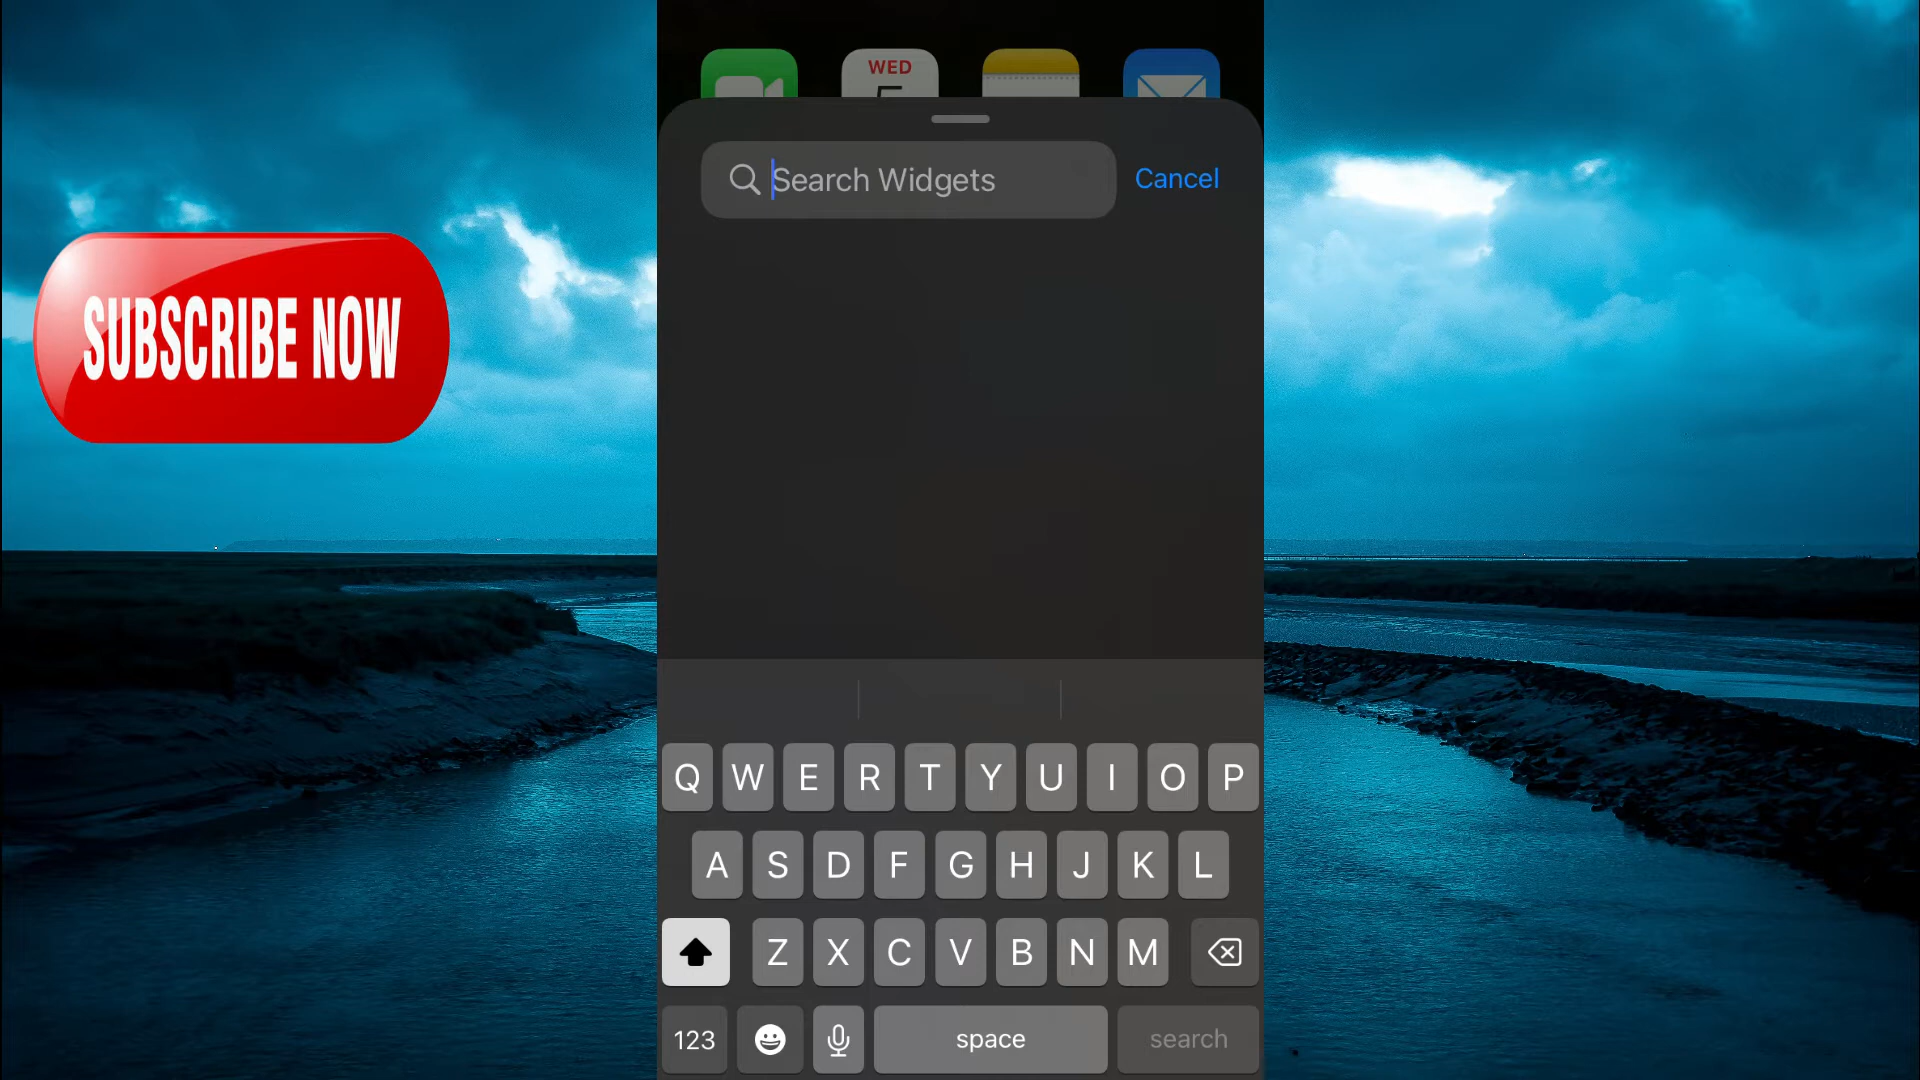 WED
Search Widgets
Cancel
SUBSCRIBE NOW
Q W E R T Y U I O P
A S D F G H J K L
Z X C V B N M
123 space search